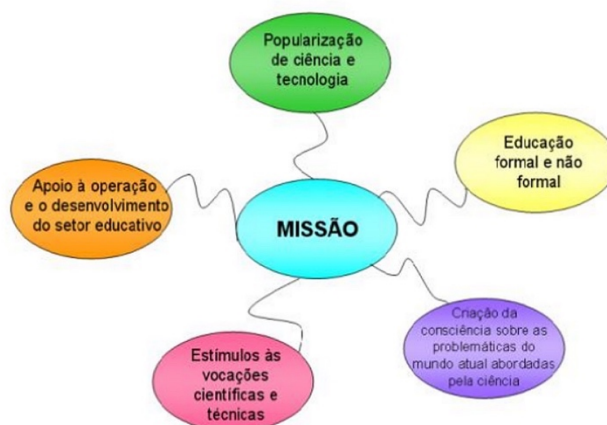 Popularização
de ciência e
tecnologia
Educação
formal e não
formal
Apoio à operação
e o desenvolvimento
do setor educativo
MISSÃO
Criação da
consciência sobre as
problemáticas do
mundo atual abordadas
pela ciência
Estímulos às
vocações
científicas e
técnicas